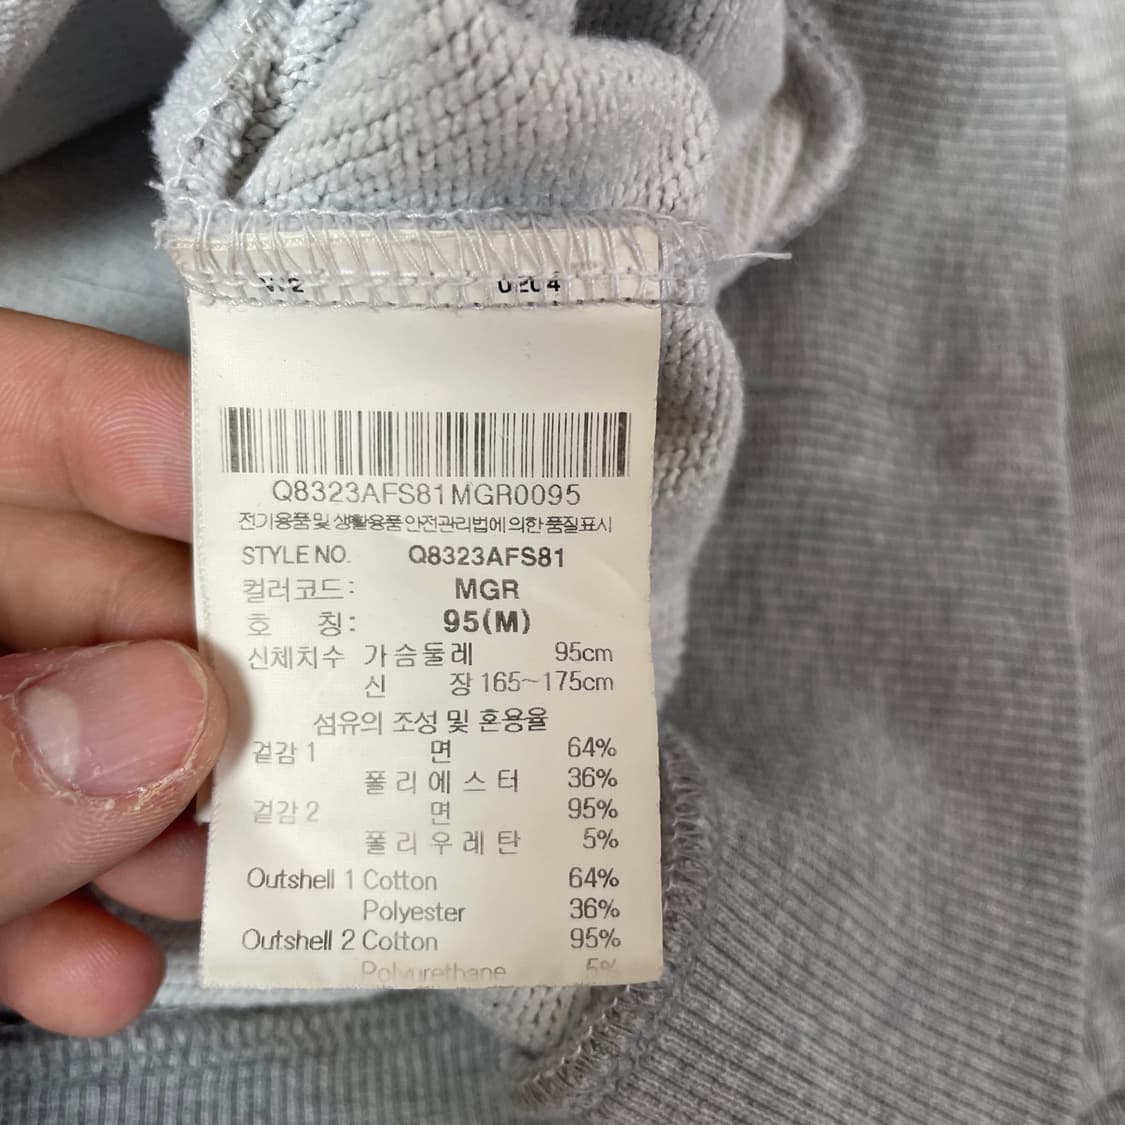 Q8323AFS81MGR0095
전기용품및생활용품안전관리법에의한품질표시
STYLE NO. Q8323AFS81
컬러코드: MGR
호 칭: 95(M)
신체치수 가슴둘레 95cm
신 장 165~175cm
섬유의 조성 및 혼용율
겉감 1 면 64%
폴리에스터 36%
겉감 2 면 95%
폴리우레탄 5%
Outshell 1 Cotton 64%
Polyester 36%
Outshell 2 Cotton 95%
Polyurethane 5%